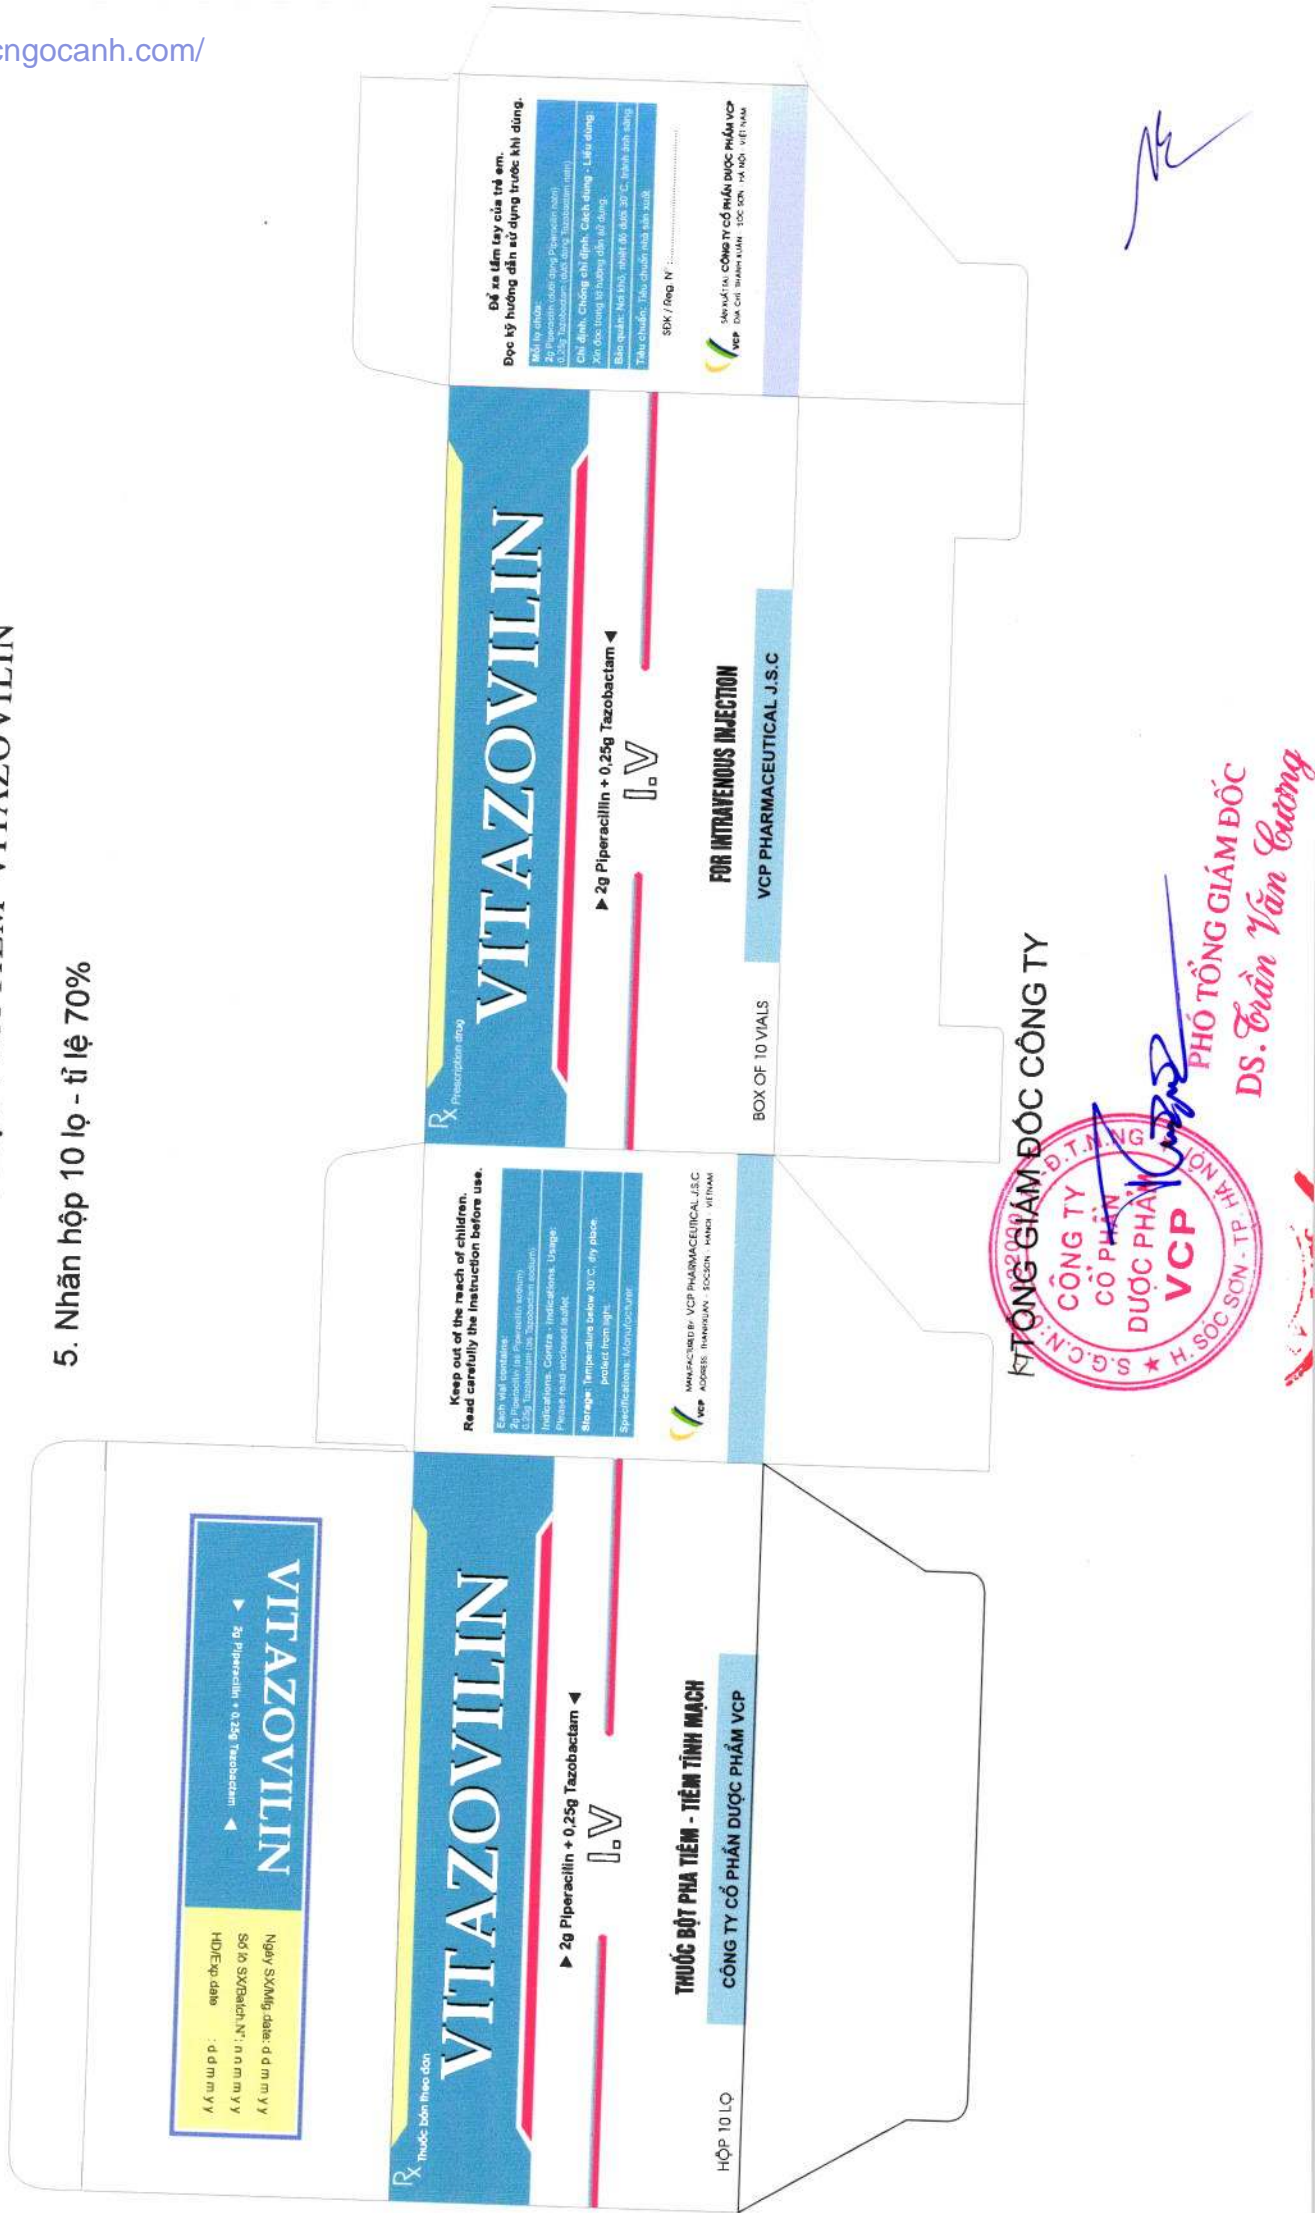 cngocanh.com/
VITAZOVILIN
5. Nhãn hộp 10 lọ - tỉ lệ 70%
VITAZOVILIN
▶ 2g Piperacilin + 0,25g Tazobactam ◀
Ngày SX/Mfg date: d d m m y y
Số lô SX/Batch.N°: n n m m y y
HD/Exp.date : d d m m y y
Rx Thuốc bán theo đơn
VITAZOVILIN
▶ 2g Piperacilin + 0,25g Tazobactam ◀
I.V
THUỐC BỘT PHA TIÊM - TIÊM TĨNH MẠCH
CÔNG TY CỔ PHẦN DƯỢC PHẨM VCP
HỘP 10 LỌ
Keep out of the reach of children.
Read carefully the instruction before use.
Each vial contains:
2g Piperacilin (as Piperacilin sodium)
0,25g Tazobactam (as Tazobactam sodium)
Indications, Contra - Indications, Usage:
Please read enclosed leaflet
Storage: Temperature below 30°C, dry place,
protect from light
Specifications: Manufacturer
VCP
MANUFACTURED BY: VCP PHARMACEUTICAL J.S.C
ADDRESS: THANHXUAN - SOCSON - HANOI - VIETNAM
Rx Prescription drug
VITAZOVILIN
▶ 2g Piperacillin + 0,25g Tazobactam ◀
I.V
FOR INTRAVENOUS INJECTION
VCP PHARMACEUTICAL J.S.C
BOX OF 10 VIALS
Để xa tầm tay của trẻ em.
Đọc kỹ hướng dẫn sử dụng trước khi dùng.
Mỗi lọ chứa:
2g Piperacilin (dưới dạng Piperacilin natri)
0,25g Tazobactam (dưới dạng Tazobactam natri)
Chỉ định, Chống chỉ định, Cách dùng - Liều dùng:
Xin đọc trong tờ hướng dẫn sử dụng.
Bảo quản: Nơi khô, nhiệt độ dưới 30°C, tránh ánh sáng
Tiêu chuẩn: Tiêu chuẩn nhà sản xuất
SĐK / Reg. N° :
VCP
SẢN XUẤT TẠI: CÔNG TY CỔ PHẦN DƯỢC PHẨM VCP
ĐỊA CHỈ: THANH XUÂN - SÓC SƠN - HÀ NỘI - VIỆT NAM
KT TỔNG GIÁM ĐỐC CÔNG TY
CÔNG TY
CỔ PHẦN
DƯỢC PHẨM
VCP
H. SÓC SƠN - TP. HÀ NỘI
PHÓ TỔNG GIÁM ĐỐC
DS. Trần Văn Cương